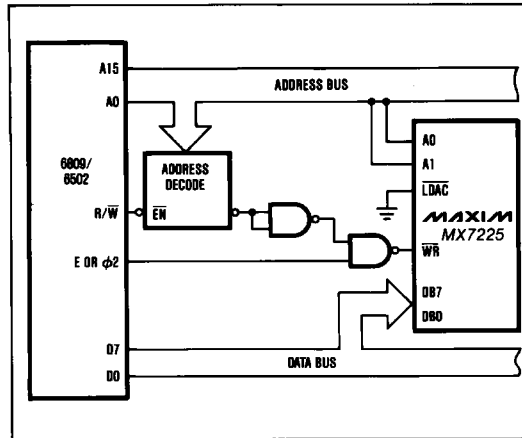 A15
ADDRESS BUS
A0
A0
6809/
6502
ADDRESS
DECODE
A1
LDAC
R/W
EN
MAXIM
MX7225
WR
E OR ϕ2
DB7
DB0
D7
DATA BUS
D0